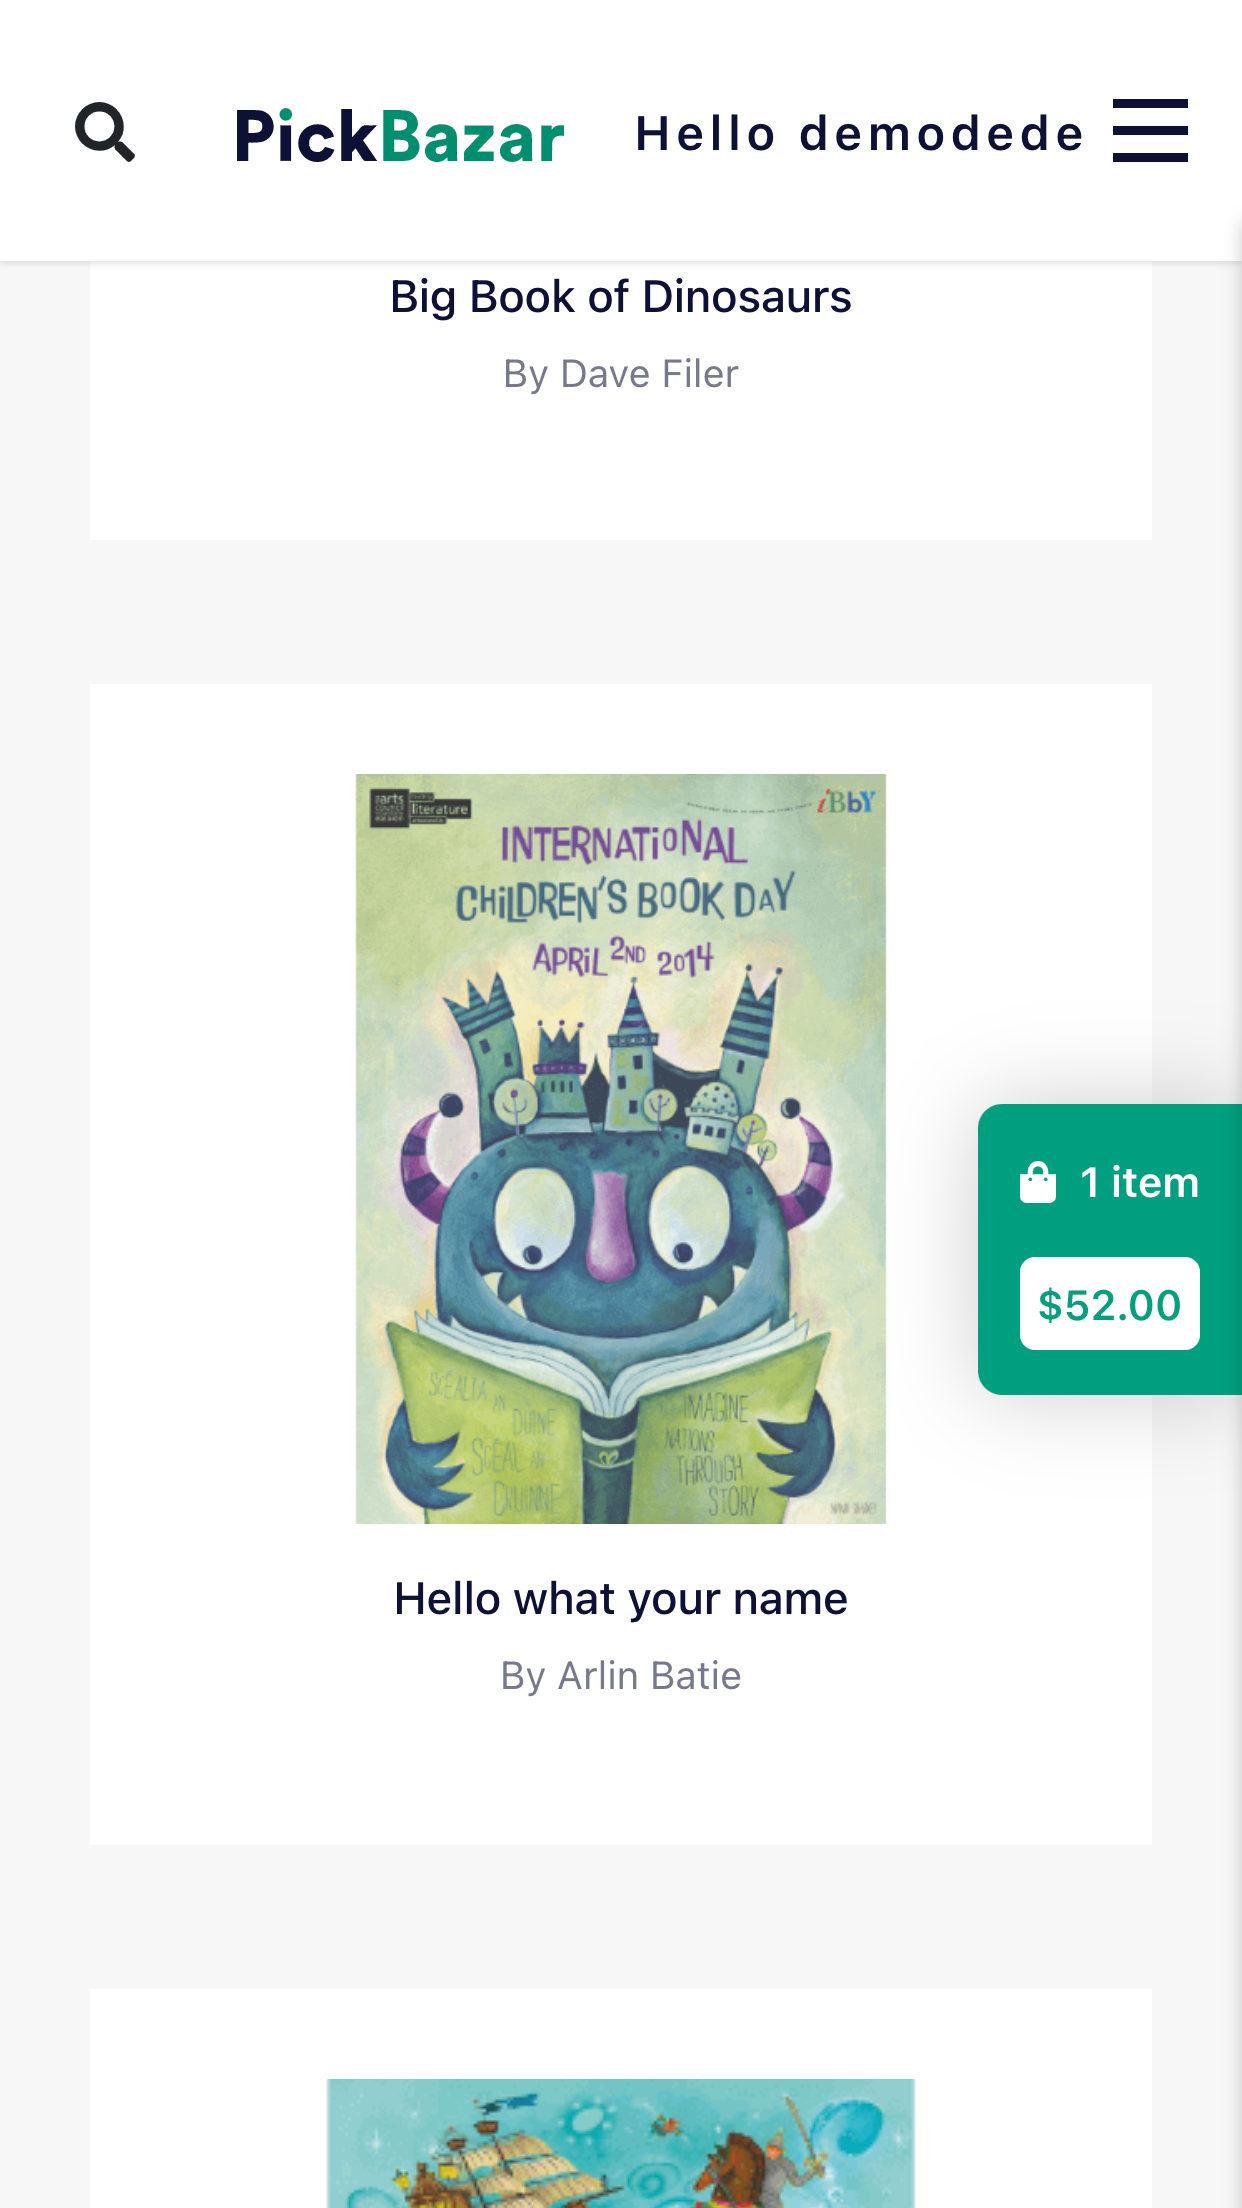 PickBazar
Hello demodede
Big Book of Dinosaurs
By Dave Filer
arts
literature
iBbY
INTERNATiONAL
CHiLDREN'S BOOK DAY
APRiL 2ND 2014
1 item
$52.00
SCÉALTA
AN
DUINE
SCÉAL AN
CRUINNE
IMAGINE
NATIONS
THROUGH
STORY
Hello what your name
By Arlin Batie